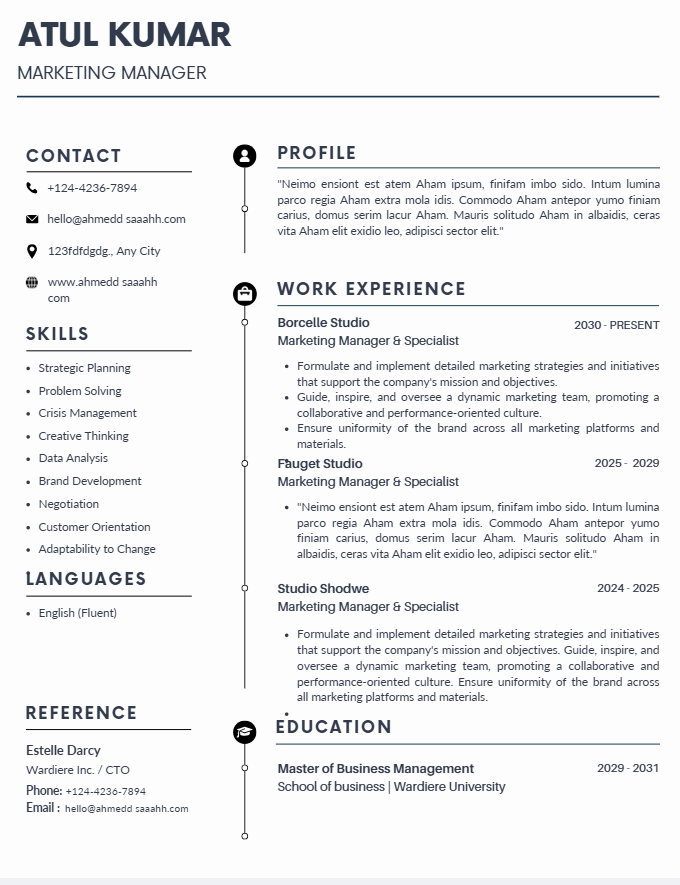 ATUL KUMAR
MARKETING MANAGER
CONTACT
+124-4236-7894
hello@ahmedd saaahh.com
123fdfdgdg., Any City
www.ahmedd saaahh
com
SKILLS
• Strategic Planning
• Problem Solving
• Crisis Management
• Creative Thinking
• Data Analysis
• Brand Development
• Negotiation
• Customer Orientation
• Adaptability to Change
LANGUAGES
• English (Fluent)
REFERENCE
Estelle Darcy
Wardiere Inc. / CTO
Phone: +124-4236-7894
Email : hello@ahmedd saaahh.com
PROFILE
"Neimo ensiont est atem Aham ipsum, finifam imbo sido. Intum lumina
parco regia Aham extra mola idis. Commodo Aham antepor yumo finiam
carius, domus serim lacur Aham. Mauris solitudo Aham in albaidis, ceras
vita Aham elit exidio leo, adipisci sector elit."
WORK EXPERIENCE
Borcelle Studio 2030 - PRESENT
Marketing Manager & Specialist
• Formulate and implement detailed marketing strategies and initiatives
that support the company's mission and objectives.
• Guide, inspire, and oversee a dynamic marketing team, promoting a
collaborative and performance-oriented culture.
• Ensure uniformity of the brand across all marketing platforms and
materials.
Fauget Studio 2025 - 2029
Marketing Manager & Specialist
• "Neimo ensiont est atem Aham ipsum, finifam imbo sido. Intum lumina
parco regia Aham extra mola idis. Commodo Aham antepor yumo
finiam carius, domus serim lacur Aham. Mauris solitudo Aham in
albaidis, ceras vita Aham elit exidio leo, adipisci sector elit."
Studio Shodwe 2024 - 2025
Marketing Manager & Specialist
• Formulate and implement detailed marketing strategies and initiatives
that support the company's mission and objectives. Guide, inspire, and
oversee a dynamic marketing team, promoting a collaborative and
performance-oriented culture. Ensure uniformity of the brand across
all marketing platforms and materials.
EDUCATION
Master of Business Management 2029 - 2031
School of business | Wardiere University